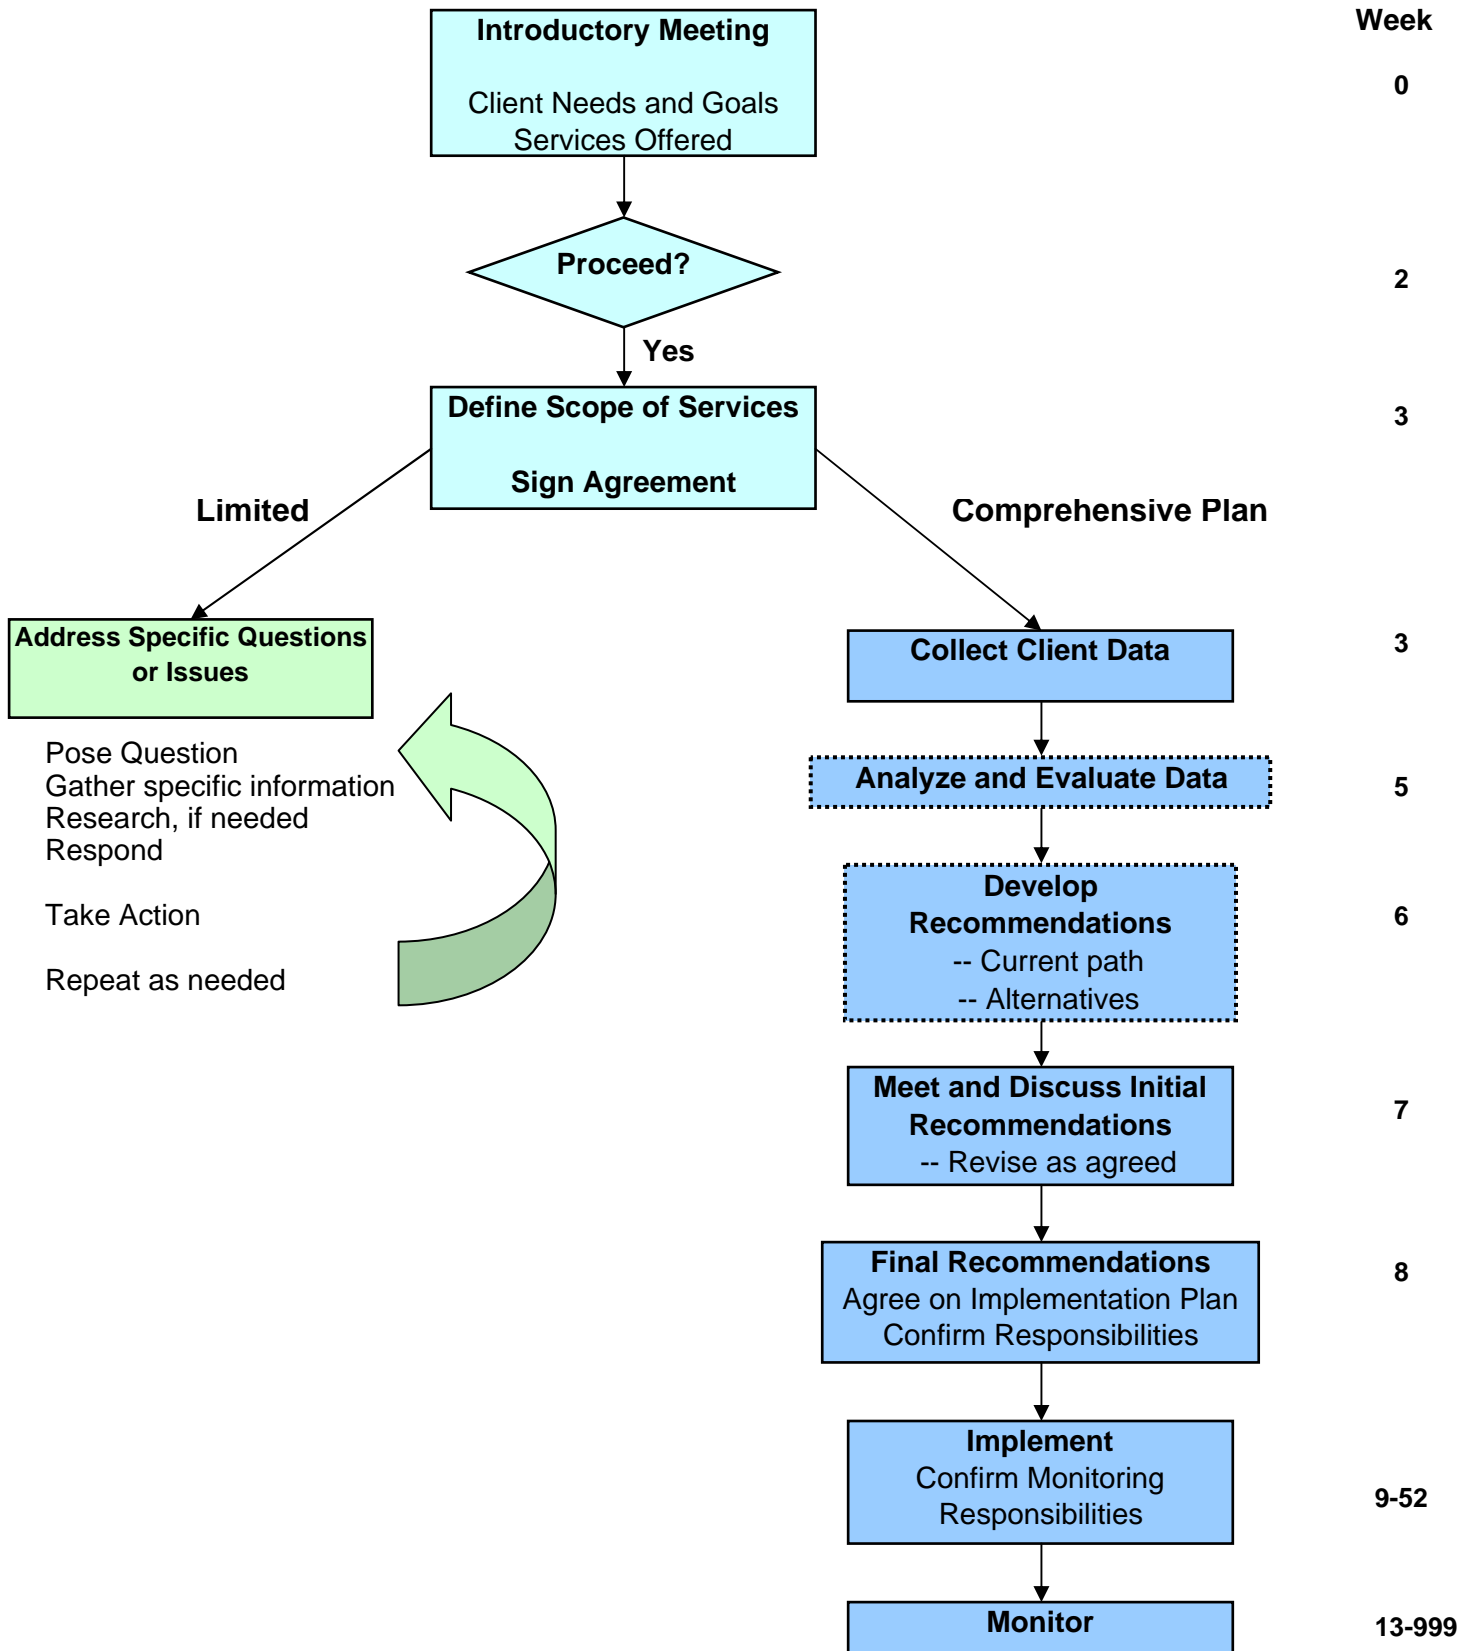 Week
Introductory Meeting
Client Needs and Goals
Services Offered
0
Proceed?
2
Yes
Define Scope of Services
Sign Agreement
3
Limited
Comprehensive Plan
Address Specific Questions
or Issues
Pose Question
Gather specific information
Research, if needed
Respond
Take Action
Repeat as needed
Collect Client Data
3
Analyze and Evaluate Data
5
Develop
Recommendations
-- Current path
-- Alternatives
6
Meet and Discuss Initial
Recommendations
-- Revise as agreed
7
Final Recommendations
Agree on Implementation Plan
Confirm Responsibilities
8
Implement
Confirm Monitoring
Responsibilities
9-52
Monitor
13-999